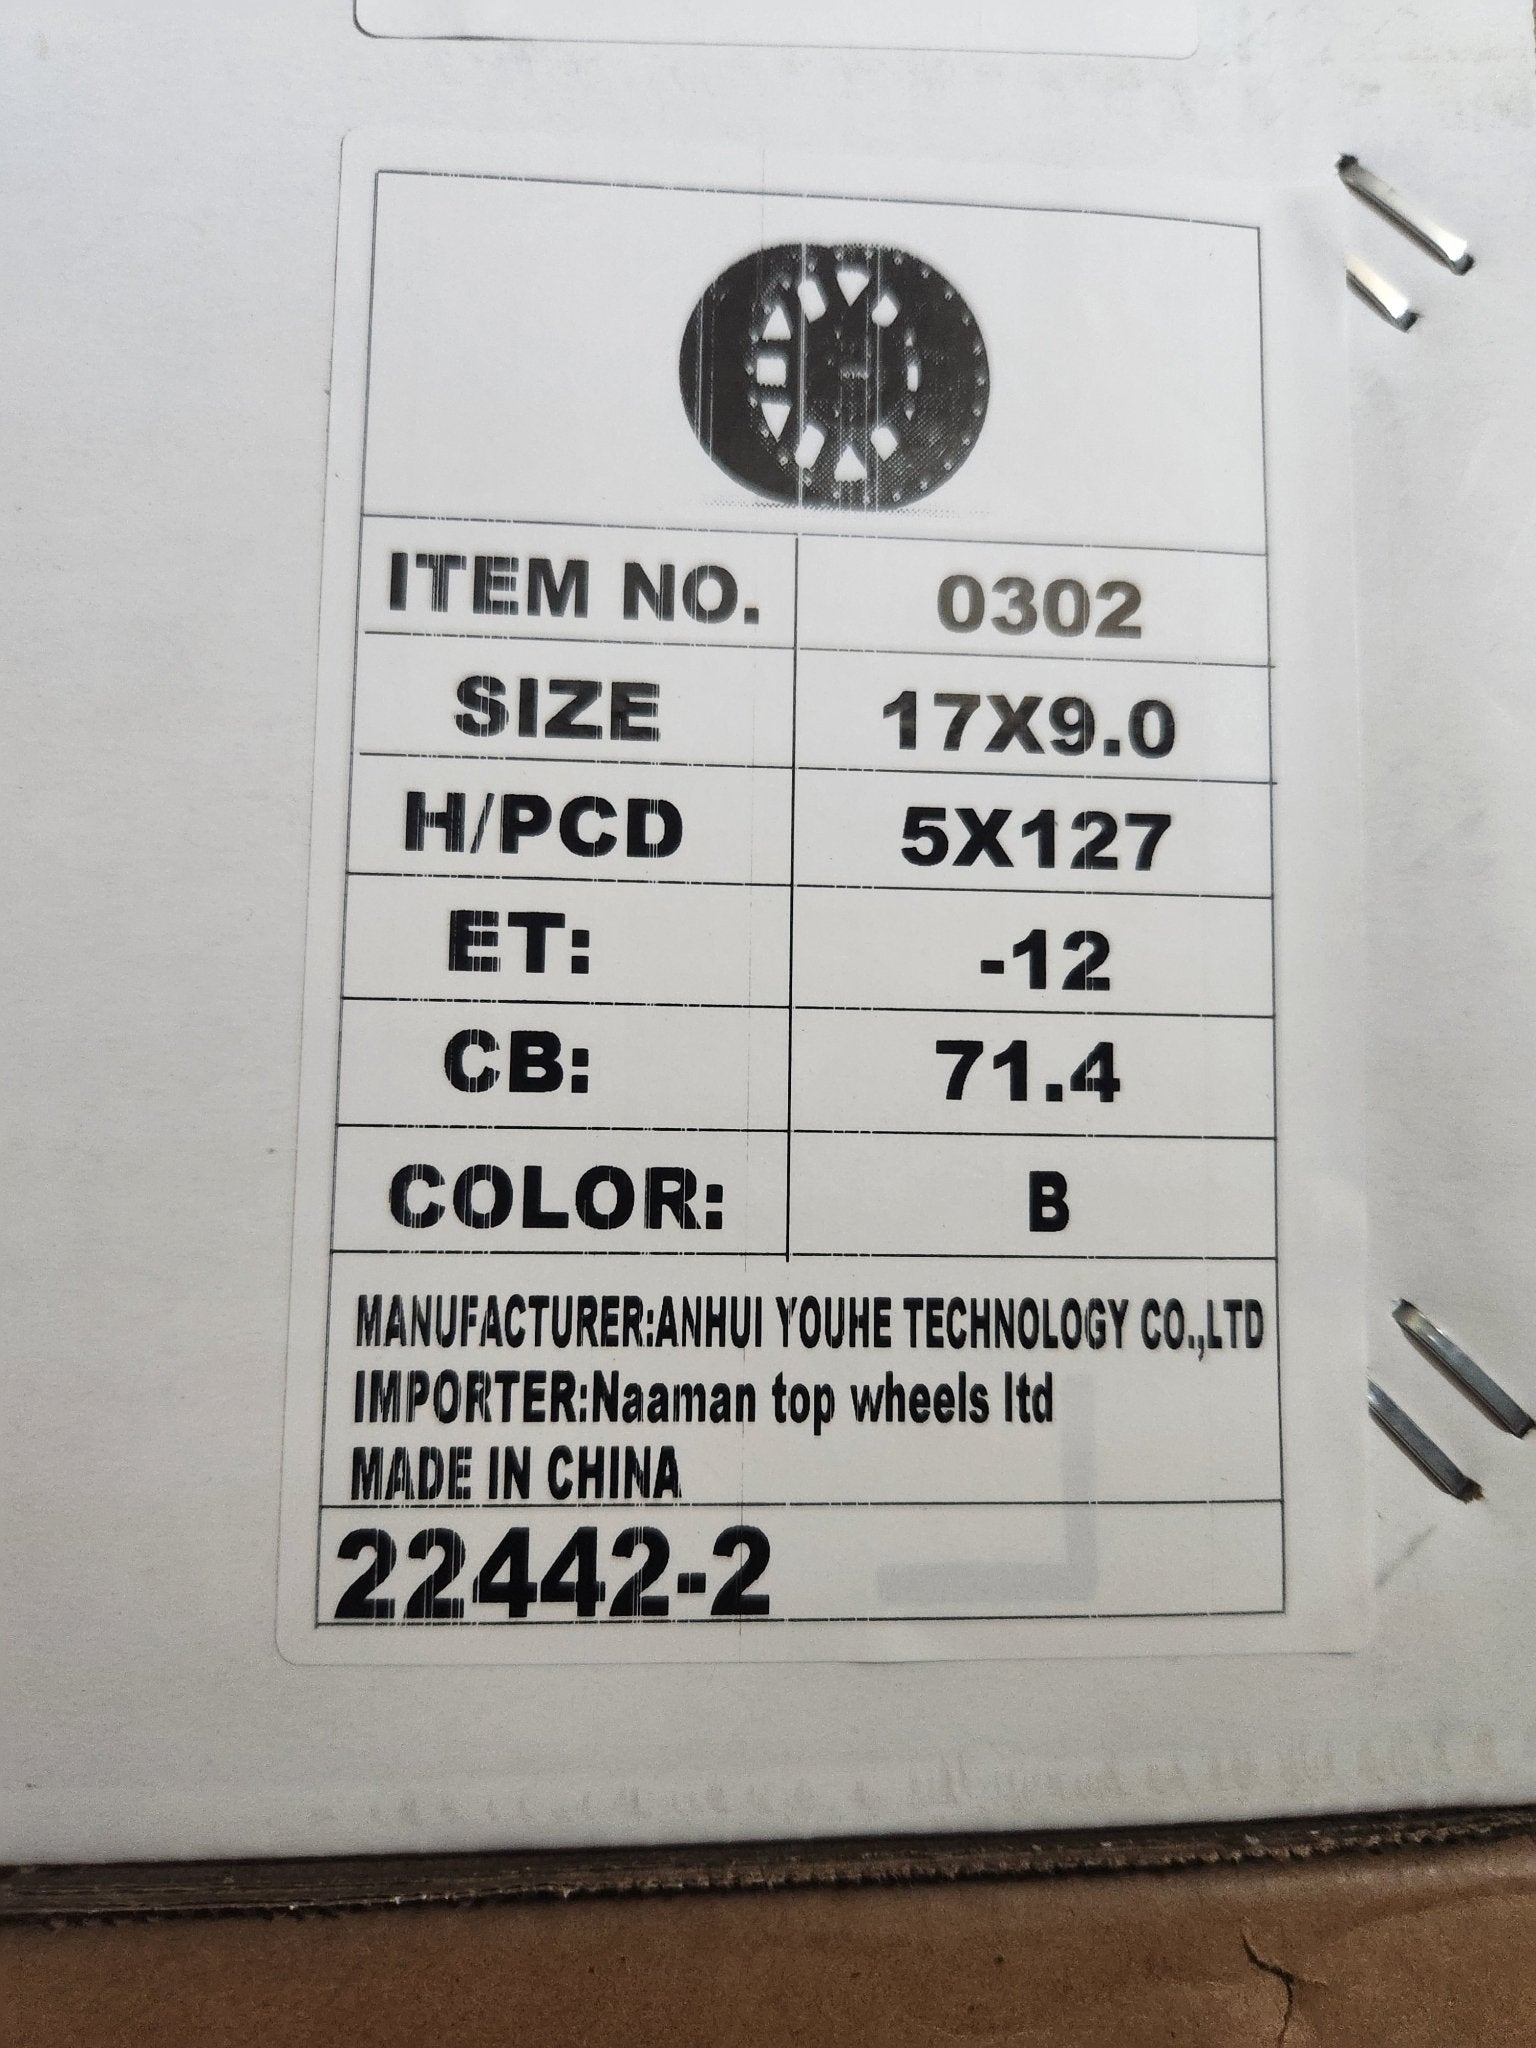 ITEM NO. 0302
SIZE 17X9.0
H/PCD 5X127
ET: -12
CB: 71.4
COLOR: B
MANUFACTURER:ANHUI YOUHE TECHNOLOGY CO.,LTD
IMPORTER:Naaman top wheels ltd
MADE IN CHINA
22442-2